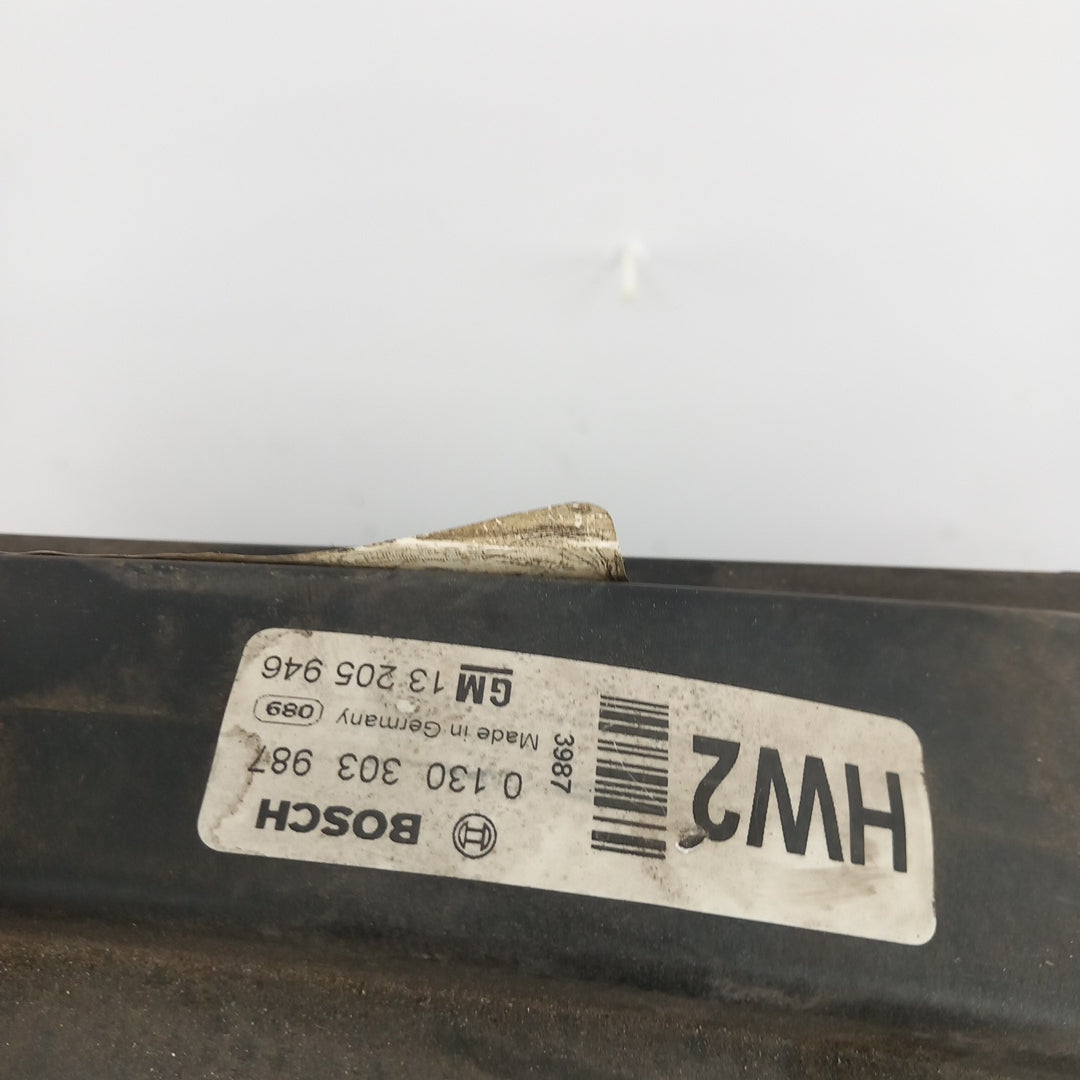 HW2
3987
BOSCH
0 130 303 987
Made in Germany 089
GM 13 205 946